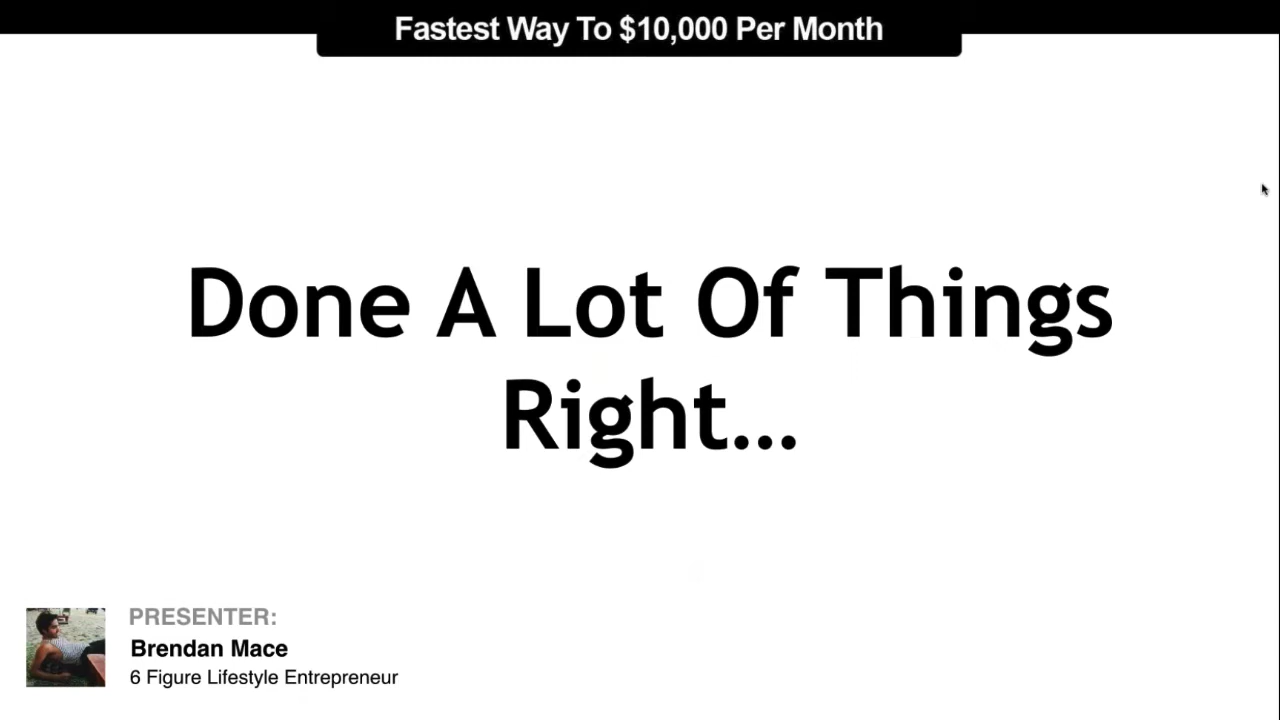 Fastest Way To $10,000 Per Month
Done A Lot Of Things
Right...
PRESENTER:
Brendan Mace
6 Figure Lifestyle Entrepreneur